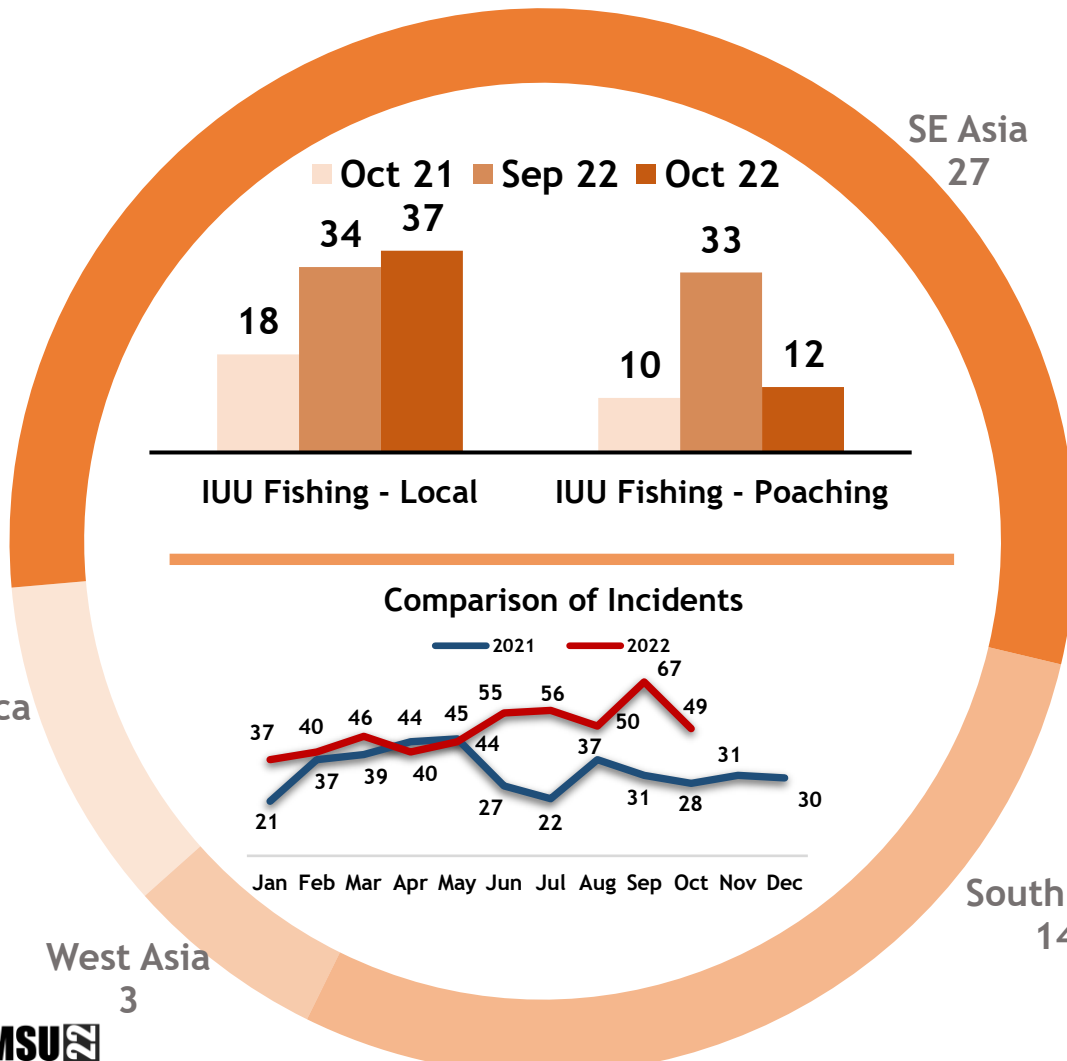 SE Asia
27
Oct 21 Sep 22 Oct 22
18 34 37 10 33 12
IUU Fishing - Local IUU Fishing - Poaching
Comparison of Incidents
2021 2022
37 40 46 44 45 55 56 50 67 49
21 37 39 40 44 27 22 37 31 28 31 30
Jan Feb Mar Apr May Jun Jul Aug Sep Oct Nov Dec
South
14
West Asia
3